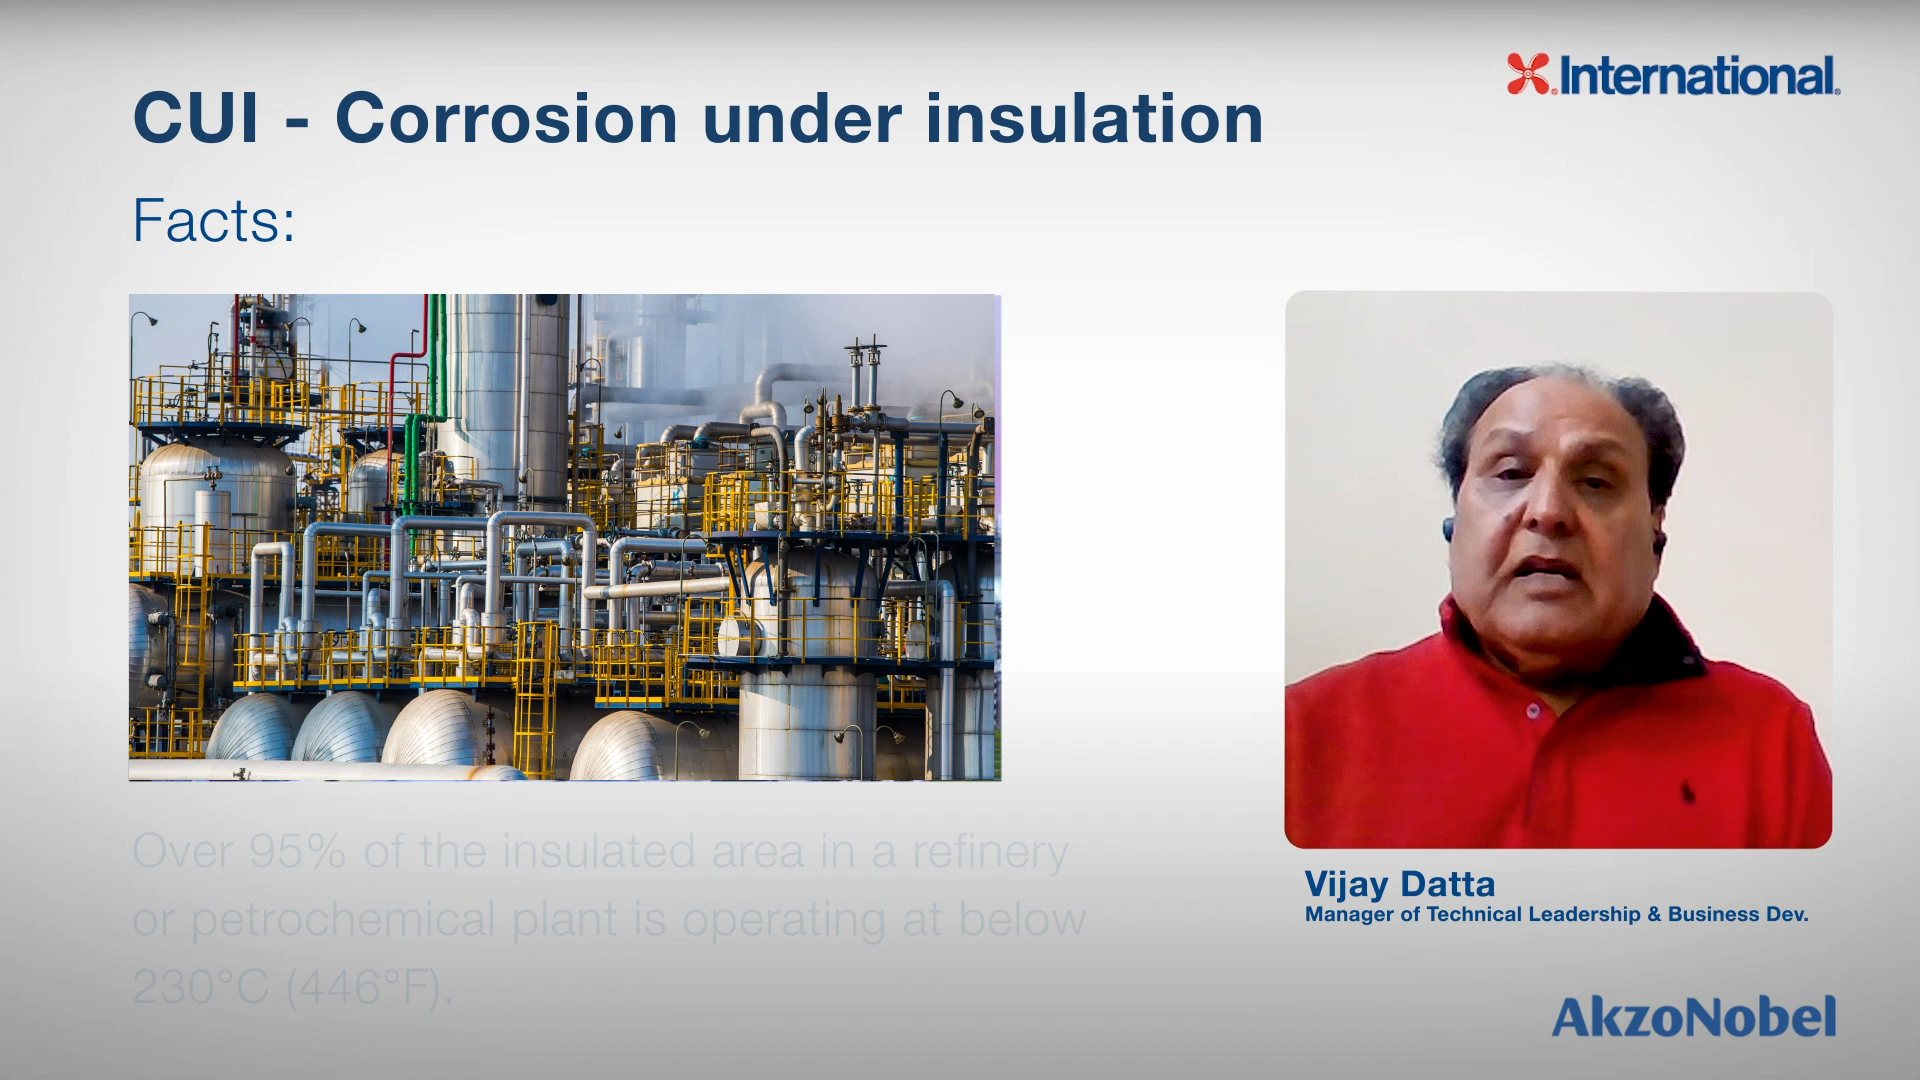 International.
CUI - Corrosion under insulation
Facts:
Over 95% of the insulated area in a refinery
or petrochemical plant is operating at below
230°C (446°F).
Vijay Datta
Manager of Technical Leadership & Business Dev.
AkzoNobel